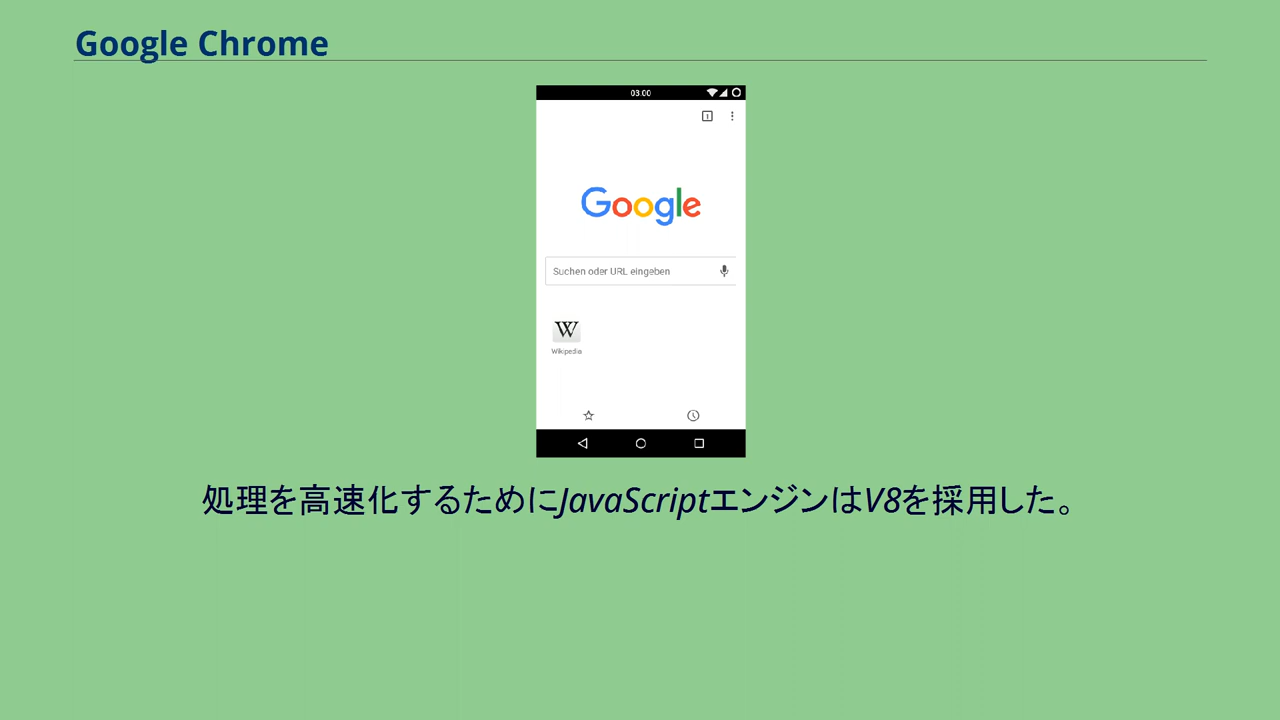 Google Chrome
03:00
Google
Suchen oder URL eingeben
W
Wikipedia
処理を高速化するためにJavaScriptエンジンはV8を採用した。